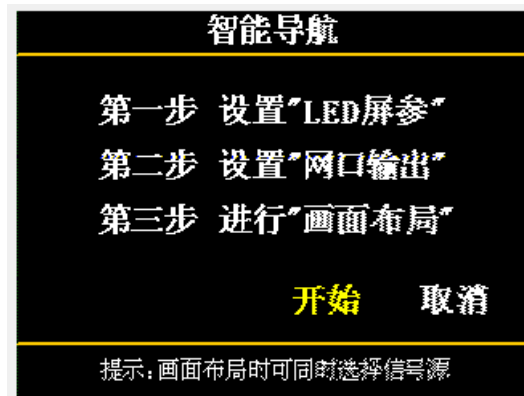 智能导航
第一步 设置"LED屏参"
第二步 设置"网口输出"
第三步 进行"画面布局"
开始 取消
提示:画面布局时可同时选择信号源